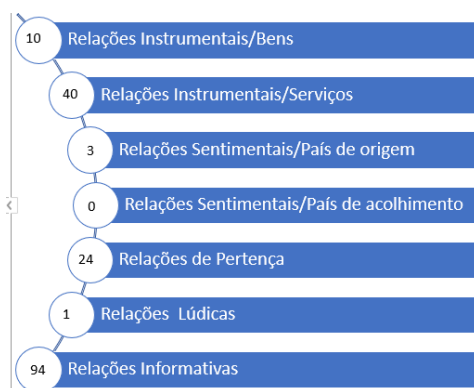 10 Relações Instrumentais/Bens
40 Relações Instrumentais/Serviços
3 Relações Sentimentais/País de origem
0 Relações Sentimentais/País de acolhimento
24 Relações de Pertença
1 Relações Lúdicas
94 Relações Informativas